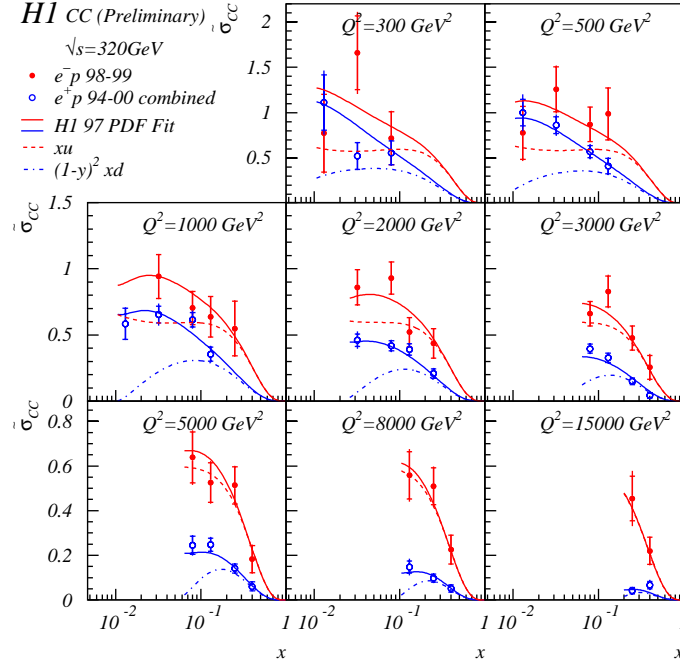 H1 CC (Preliminary)
√s=320GeV
e⁻p 98-99
e⁺p 94-00 combined
H1 97 PDF Fit
xu
(1-y)² xd
σ̃CC
Q²=300 GeV²
Q²=500 GeV²
2
1.5
1
0.5
σ̃CC
Q²=1000 GeV²
Q²=2000 GeV²
Q²=3000 GeV²
1.5
1
0.5
0
σ̃CC
Q²=5000 GeV²
Q²=8000 GeV²
Q²=15000 GeV²
0.8
0.6
0.4
0.2
0
10⁻² 10⁻¹ 1 10⁻² 10⁻¹ 1 10⁻² 10⁻¹ 1
x x x